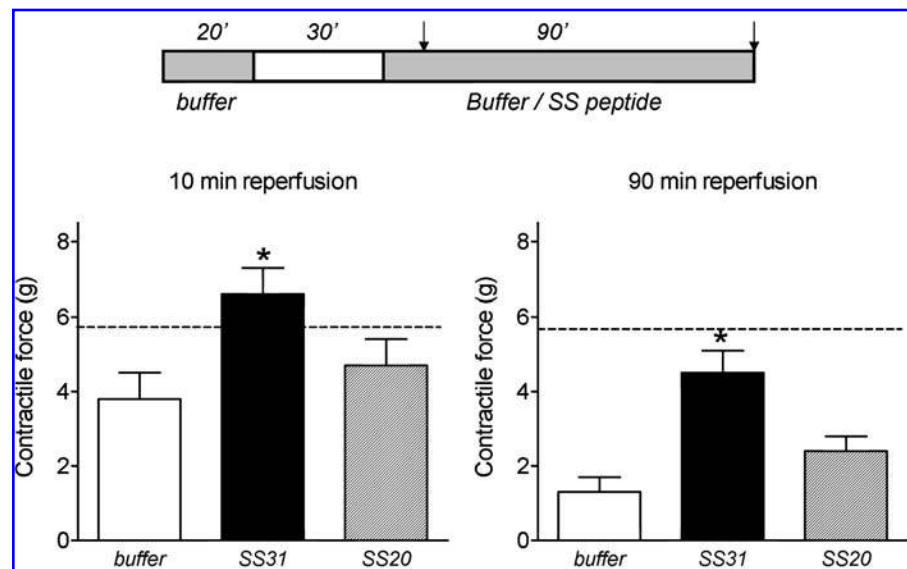 20' 30' 90'
buffer Buffer / SS peptide
10 min reperfusion
Contractile force (g)
8
6
4
2
0
*
buffer SS31 SS20
90 min reperfusion
Contractile force (g)
8
6
4
2
0
*
buffer SS31 SS20